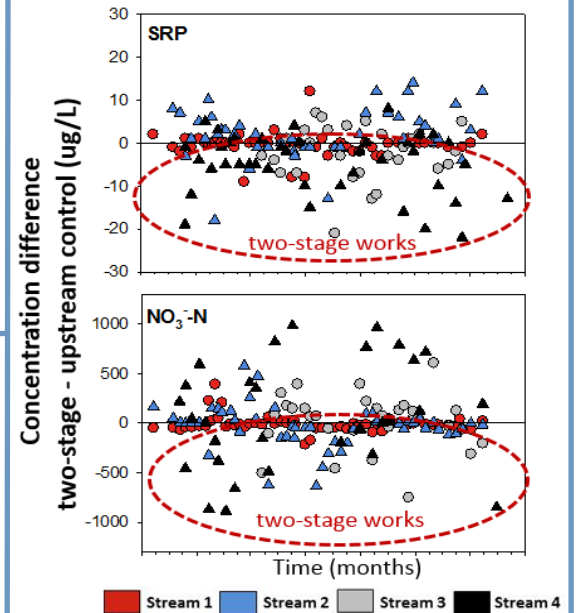 Concentration difference
two-stage - upstream control (ug/L)
30
SRP
20
10
0
-10
-20
two-stage works
-30
NO₃⁻-N
1000
500
0
-500
-1000
two-stage works
Time (months)
Stream 1
Stream 2
Stream 3
Stream 4